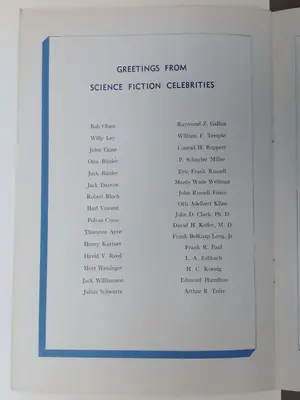 GREETINGS FROM
SCIENCE FICTION CELEBRITIES
Bob Olsen
Willy Ley
John Taine
Otto Binder
Jack Binder
Jack Darrow
Robert Bloch
Harl Vincent
Polton Cross
Thornton Ayre
Henry Kuttner
David V. Reed
Mort Weisinger
Jack Williamson
Julius Schwartz
Raymond Z. Gallun
William F. Temple
Conrad H. Ruppert
P. Schuyler Miller
Eric Frank Russell
Manly Wade Wellman
John Russell Fearn
Otis Adelbert Kline
John D. Clark, Ph. D.
David H. Keller, M. D.
Frank Belknap Long, Jr.
Frank R. Paul
L. A. Eshbach
H. C. Koenig
Edmond Hamilton
Arthur R. Tofte